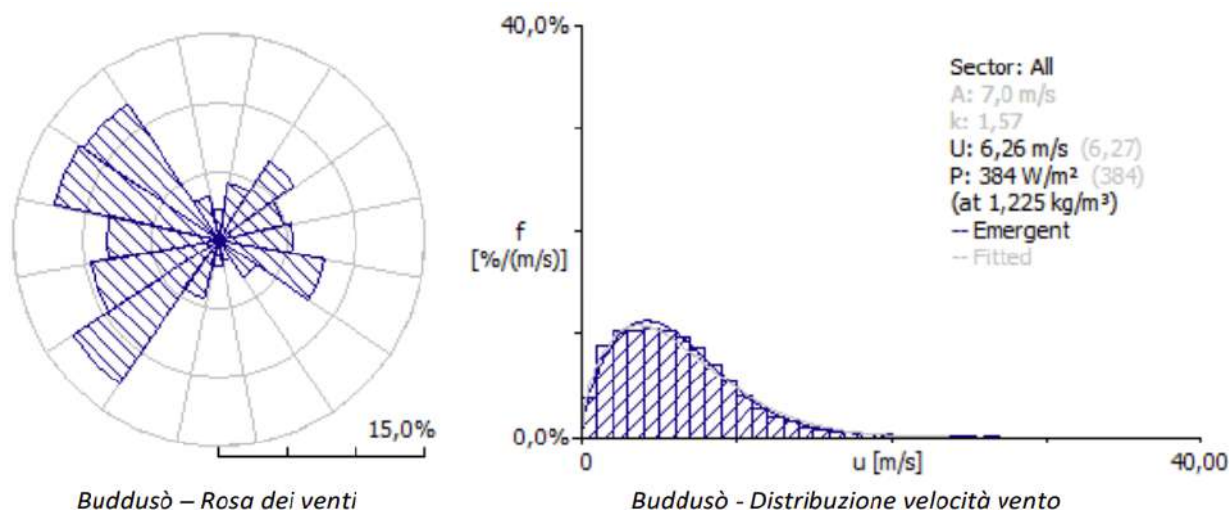 15,0%
Buddusò – Rosa dei venti
40,0%
f
[%/(m/s)]
0,0%
0
u [m/s]
40,00
Sector: All
A: 7,0 m/s
k: 1,57
U: 6,26 m/s (6,27)
P: 384 W/m² (384)
(at 1,225 kg/m³)
-- Emergent
-- Fitted
Buddusò - Distribuzione velocità vento